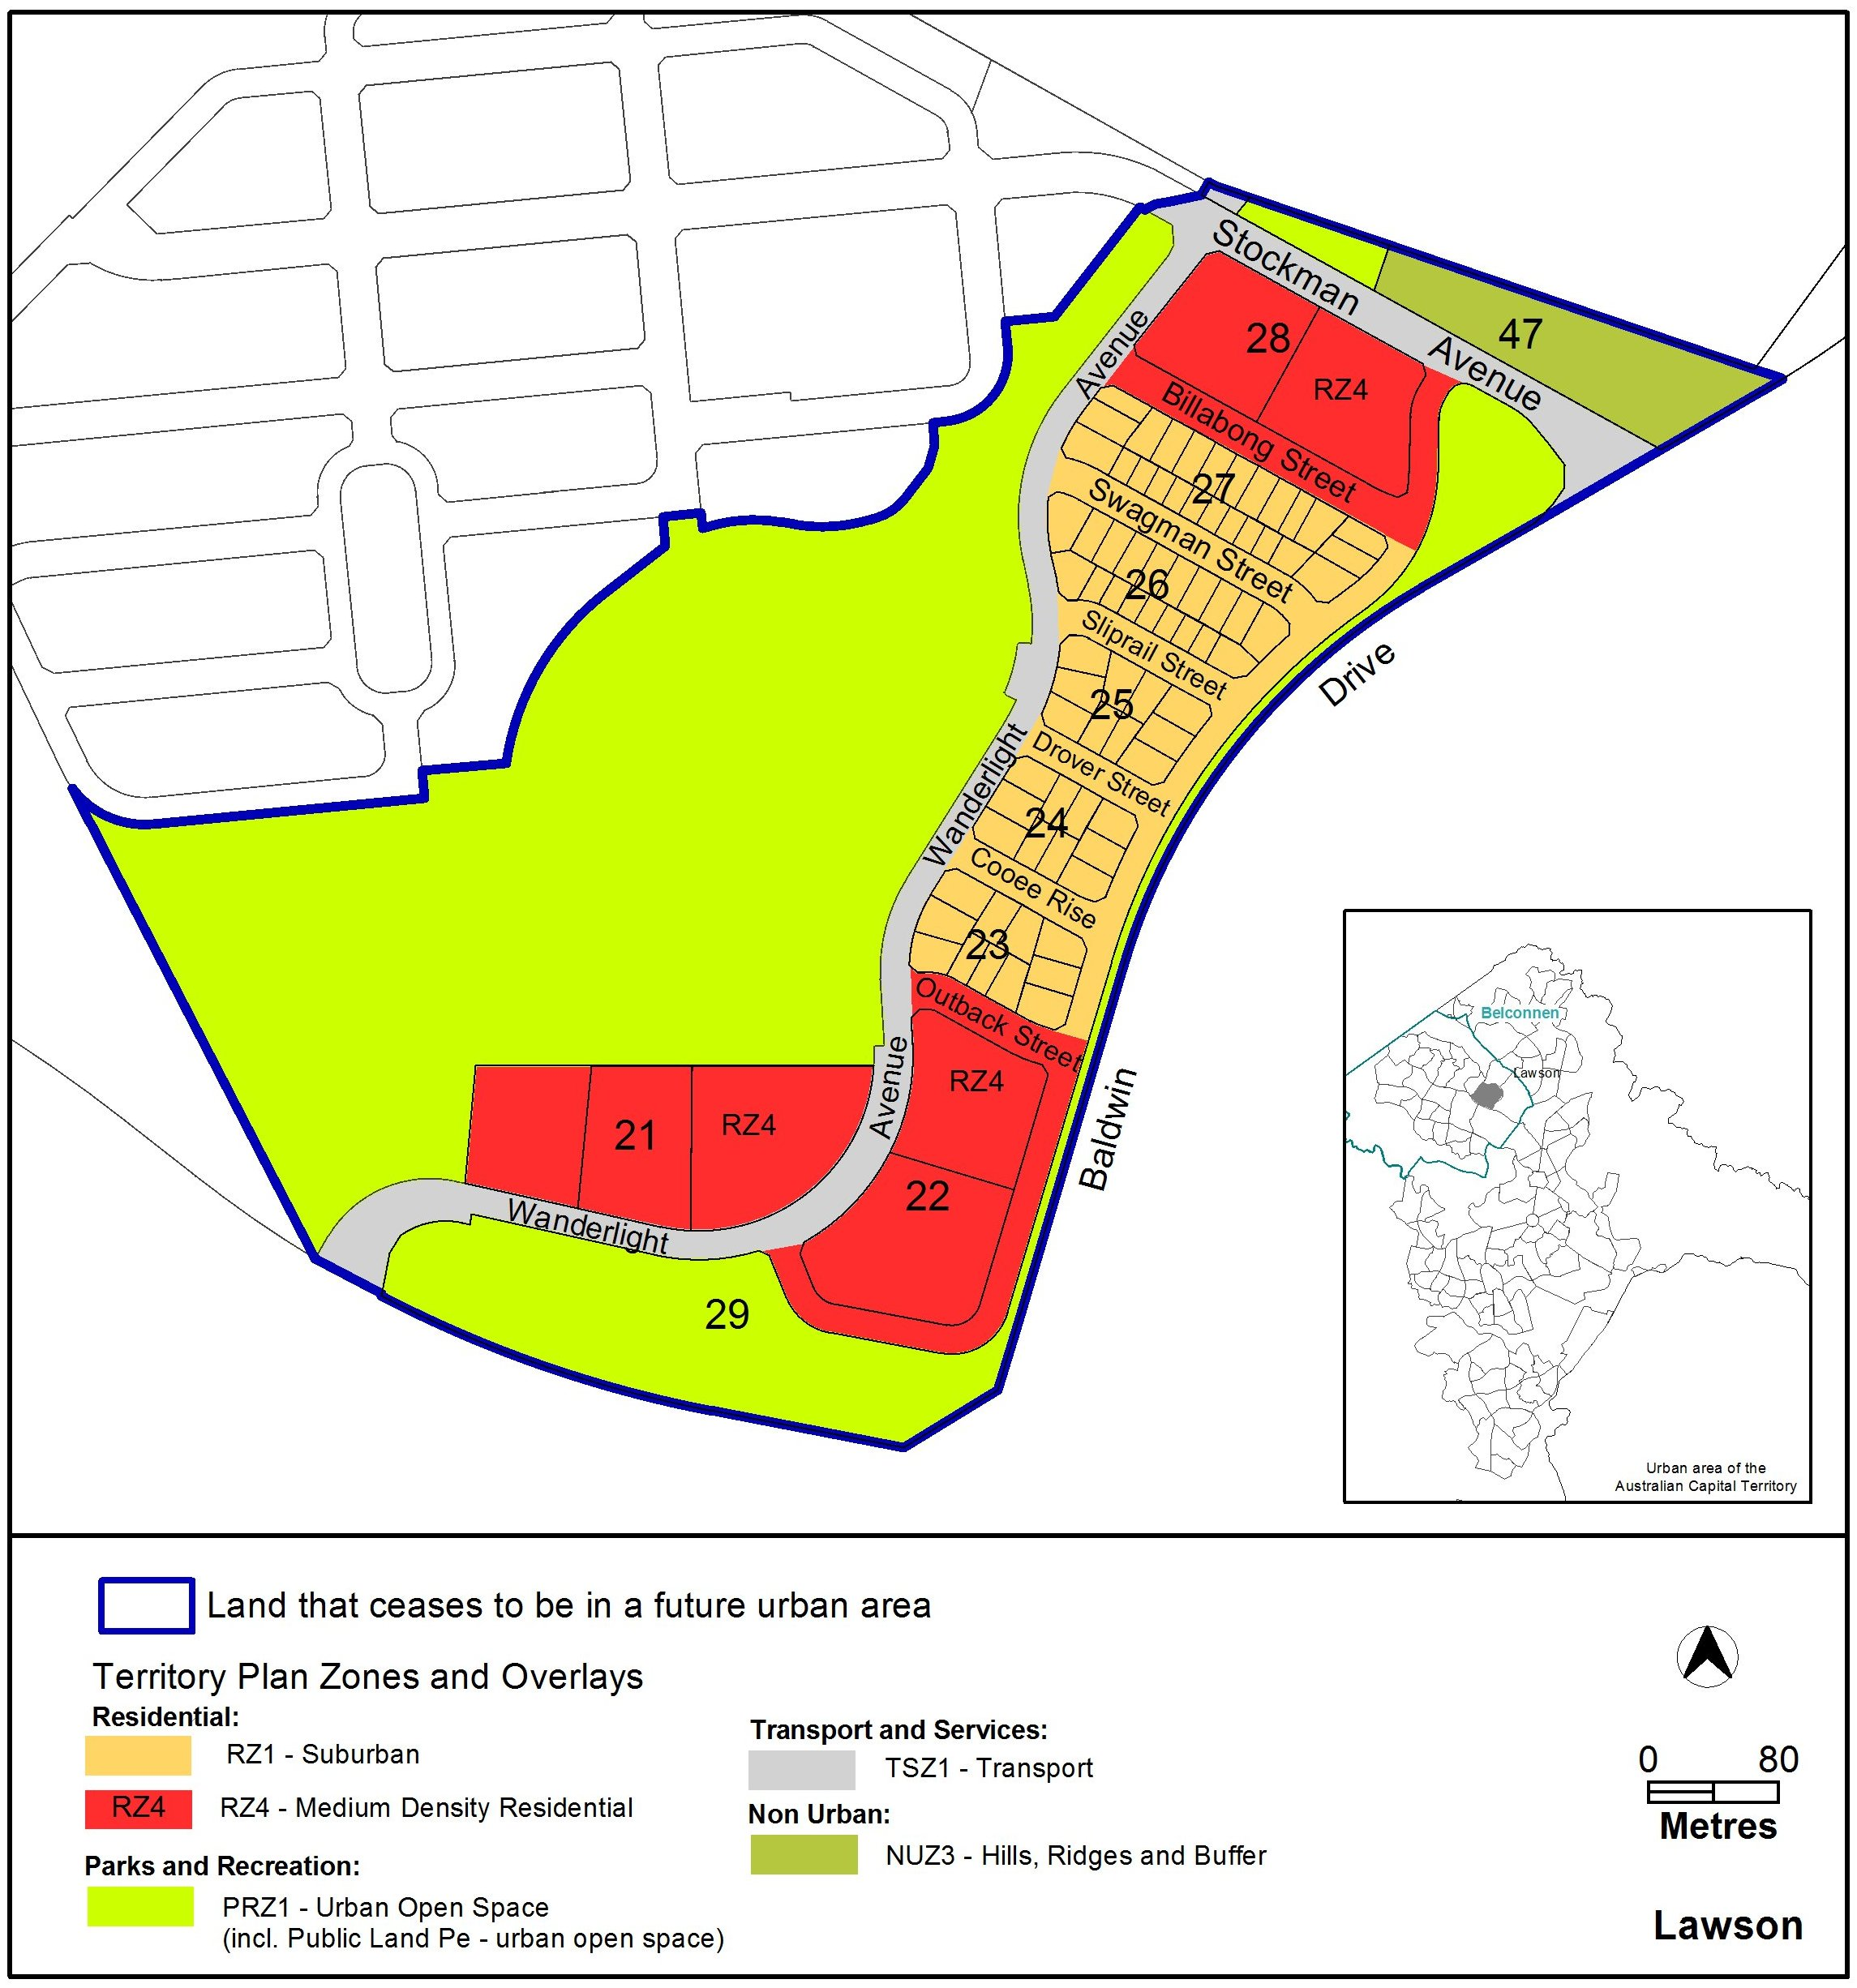 Stockman
Avenue
47
28
RZ4
Avenue
Billabong Street
27
Swagman Street
26
Sliprail Street
25
Drive
Drover Street
Wanderlight
24
Cooee Rise
23
Outback Street
Avenue
RZ4
Baldwin
21
RZ4
22
Wanderlight
29
Belconnen
Lawson
Urban area of the
Australian Capital Territory
Land that ceases to be in a future urban area
Territory Plan Zones and Overlays
Residential:
RZ1 - Suburban
RZ4
RZ4 - Medium Density Residential
Parks and Recreation:
PRZ1 - Urban Open Space
(incl. Public Land Pe - urban open space)
Transport and Services:
TSZ1 - Transport
Non Urban:
NUZ3 - Hills, Ridges and Buffer
0 80
Metres
Lawson